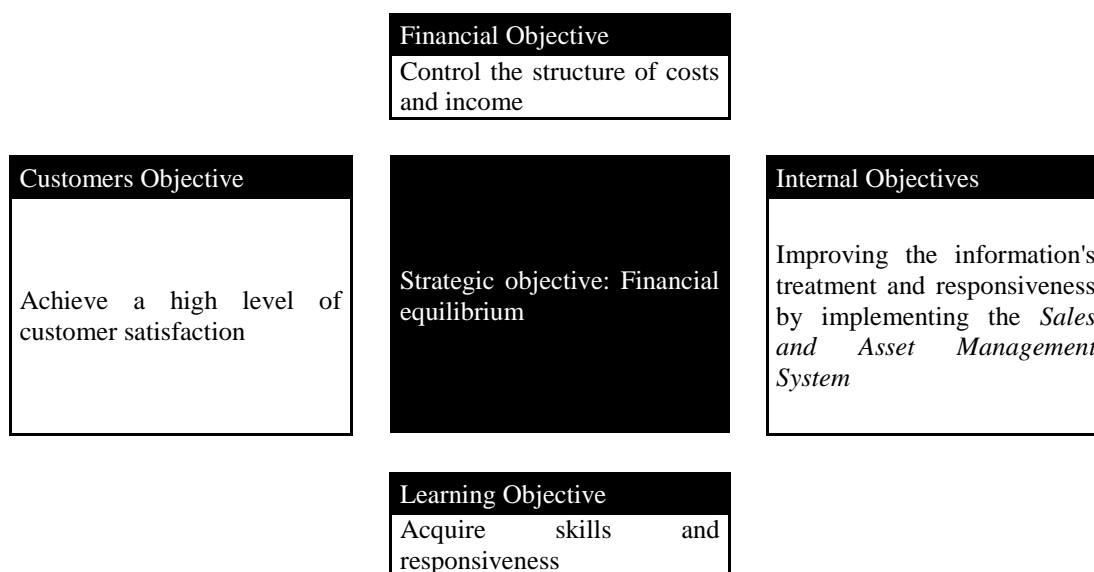 Financial Objective
Control the structure of costs
and income
Customers Objective
Achieve a high level of
customer satisfaction
Strategic objective: Financial
equilibrium
Internal Objectives
Improving the information's
treatment and responsiveness
by implementing the Sales
and Asset Management
System
Learning Objective
Acquire skills and
responsiveness